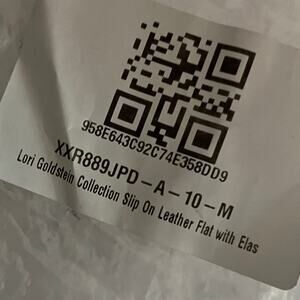 958E643C92C74E358DD9
XXR889JPD-A-10-M
Lori Goldstein Collection Slip On Leather Flat with Elas